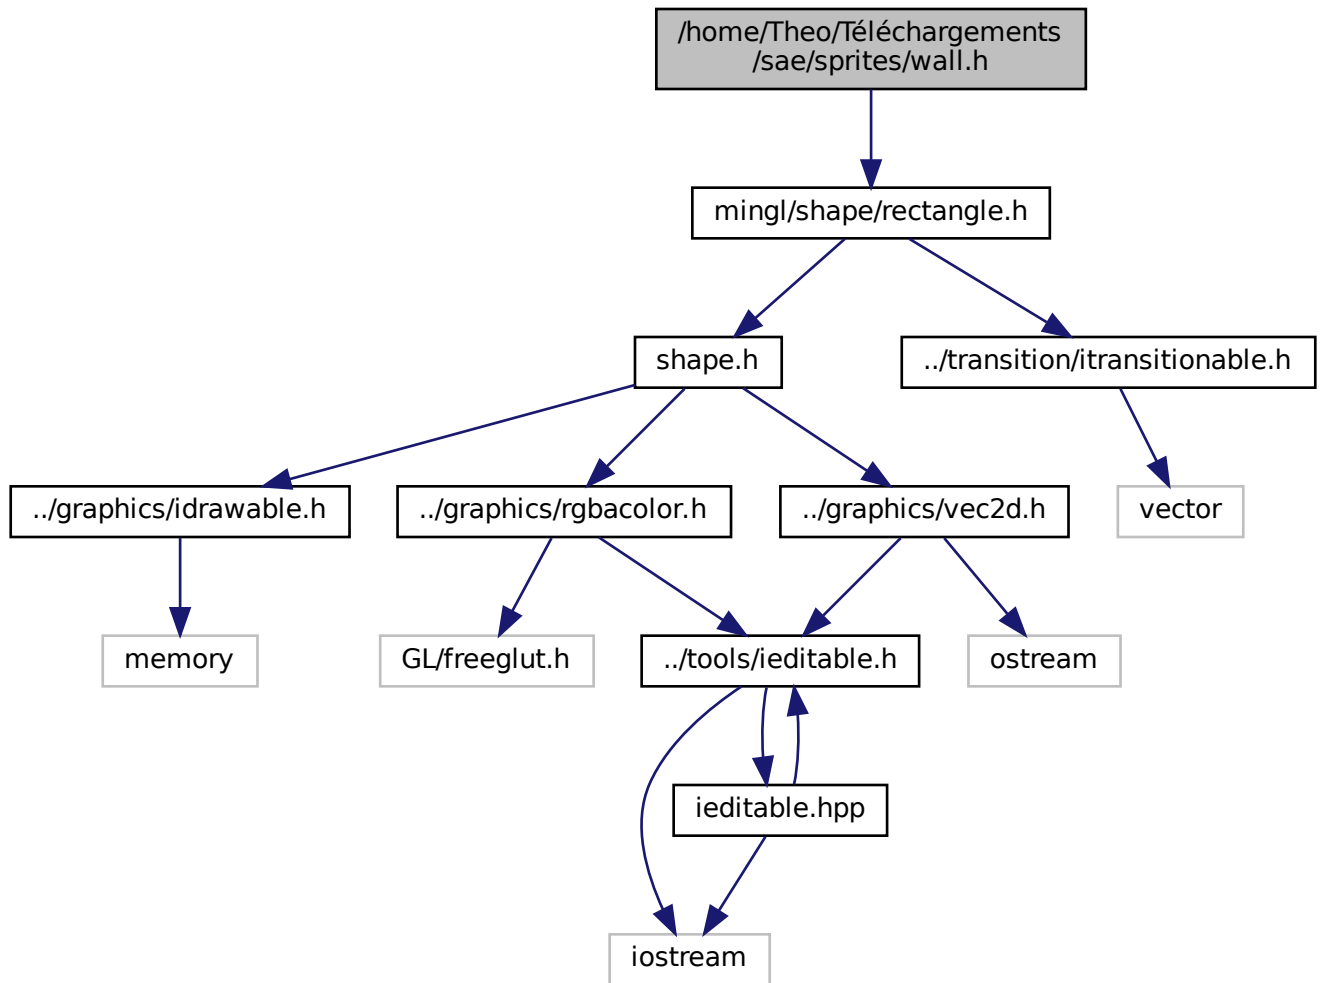 /home/Theo/Téléchargements
/sae/sprites/wall.h
mingl/shape/rectangle.h
shape.h
../transition/itransitionable.h
../graphics/idrawable.h
../graphics/rgbacolor.h
../graphics/vec2d.h
vector
memory
GL/freeglut.h
../tools/ieditable.h
ostream
ieditable.hpp
iostream